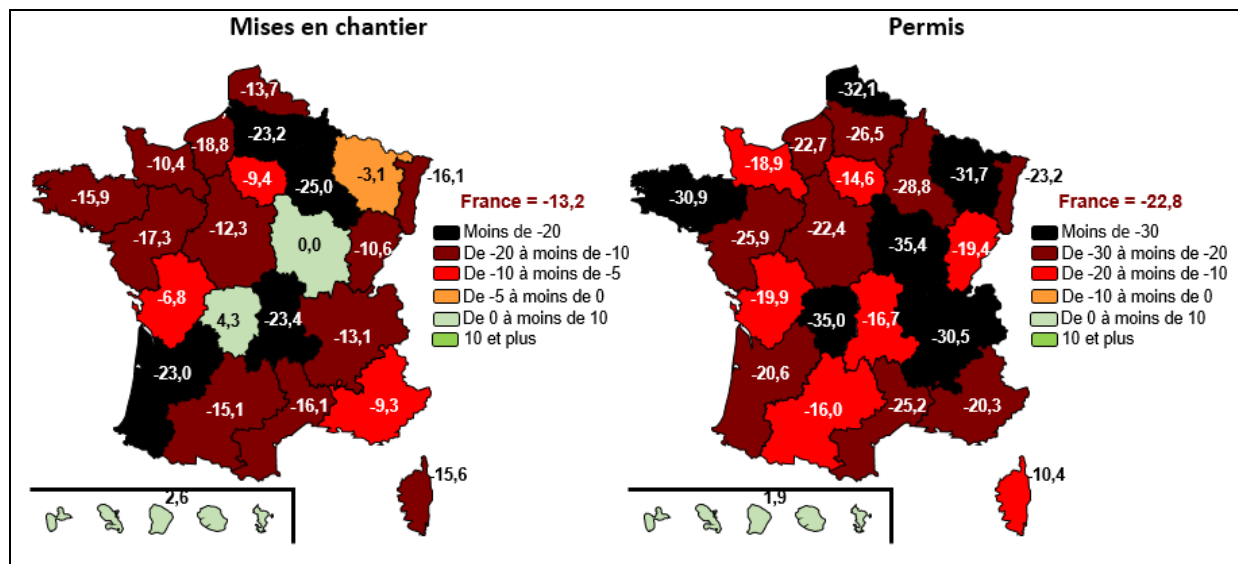 Mises en chantier
-13,7
-23,2
-18,8
-10,4
-9,4
-3,1
-16,1
-25,0
-15,9
France = -13,2
-17,3
-12,3
0,0
-10,6
Moins de -20
De -20 à moins de -10
De -10 à moins de -5
De -5 à moins de 0
De 0 à moins de 10
10 et plus
-6,8
4,3
-23,4
-13,1
-23,0
-15,1
-16,1
-9,3
-15,6
2,6
Permis
-32,1
-26,5
-22,7
-18,9
-14,6
-31,7
-23,2
-28,8
-30,9
France = -22,8
-25,9
-22,4
-35,4
-19,4
Moins de -30
De -30 à moins de -20
De -20 à moins de -10
De -10 à moins de 0
De 0 à moins de 10
10 et plus
-19,9
-35,0
-16,7
-30,5
-20,6
-16,0
-25,2
-20,3
-10,4
1,9